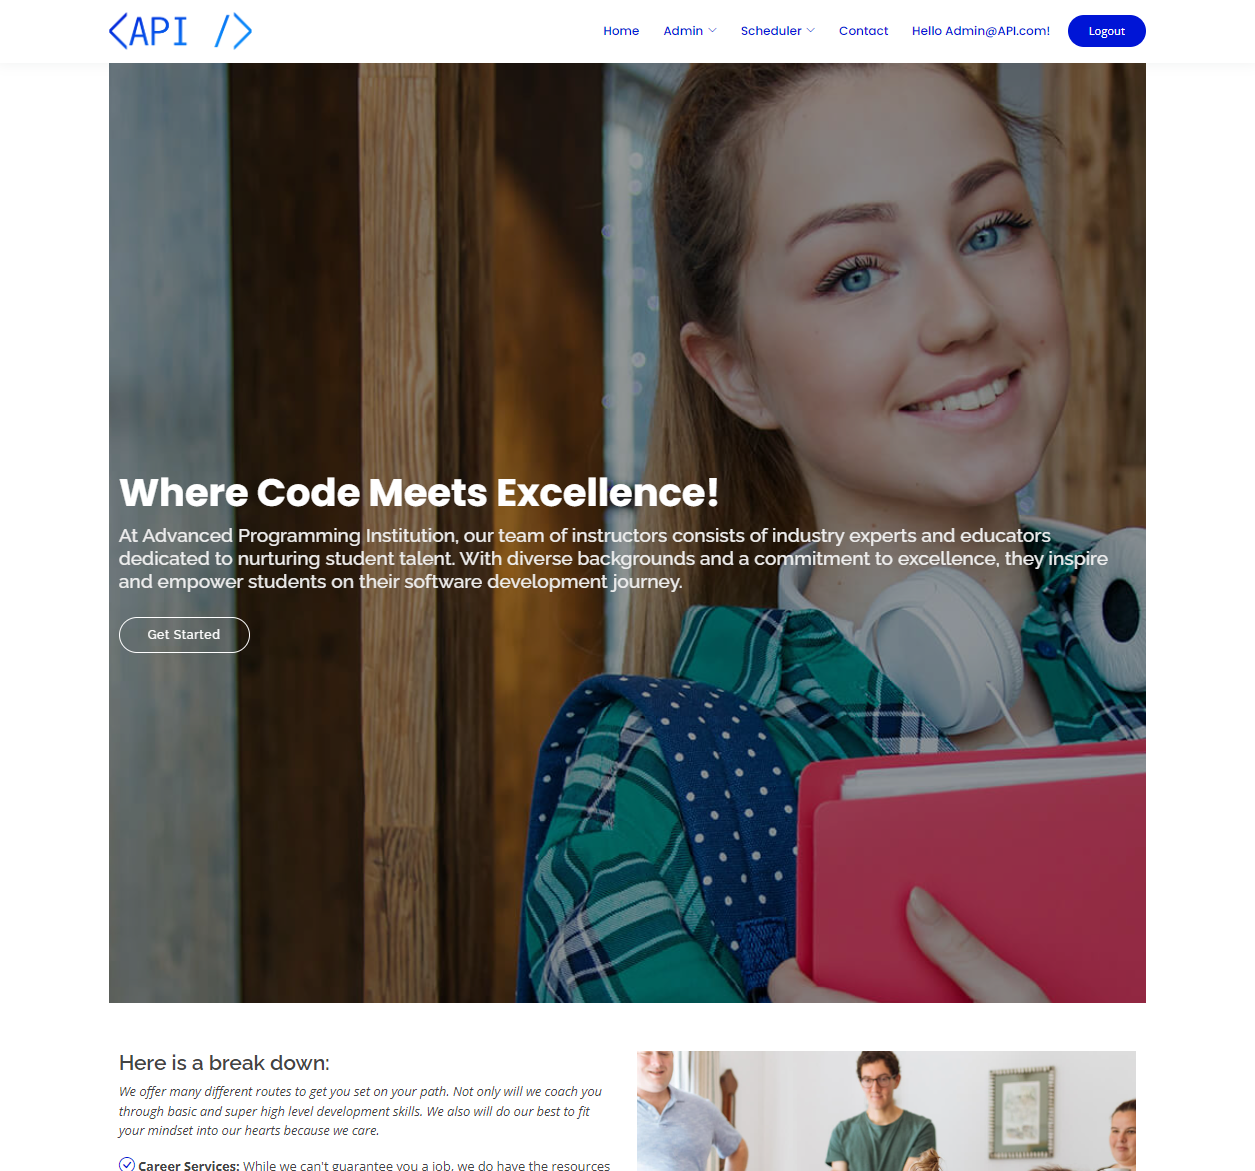 <API />
Home
Admin
Scheduler
Contact
Hello Admin@API.com!
Logout
Where Code Meets Excellence!
At Advanced Programming Institution, our team of instructors consists of industry experts and educators
dedicated to nurturing student talent. With diverse backgrounds and a commitment to excellence, they inspire
and empower students on their software development journey.
Get Started
Here is a break down:
We offer many different routes to get you set on your path. Not only will we coach you
through basic and super high level development skills. We also will do our best to fit
your mindset into our hearts because we care.
Career Services: While we can't guarantee you a job, we do have the resources